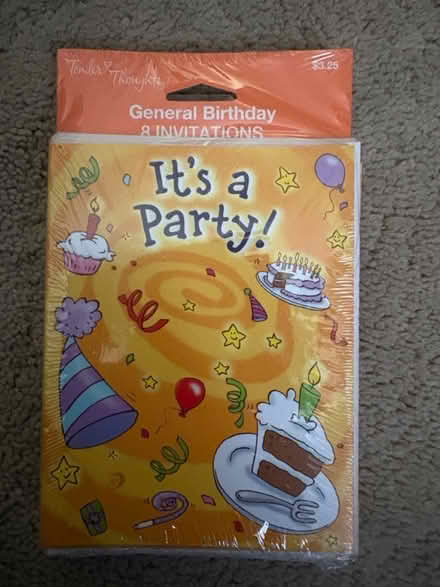 Tender Thoughts
$3.25
General Birthday
8 INVITATIONS
It's a
Party!